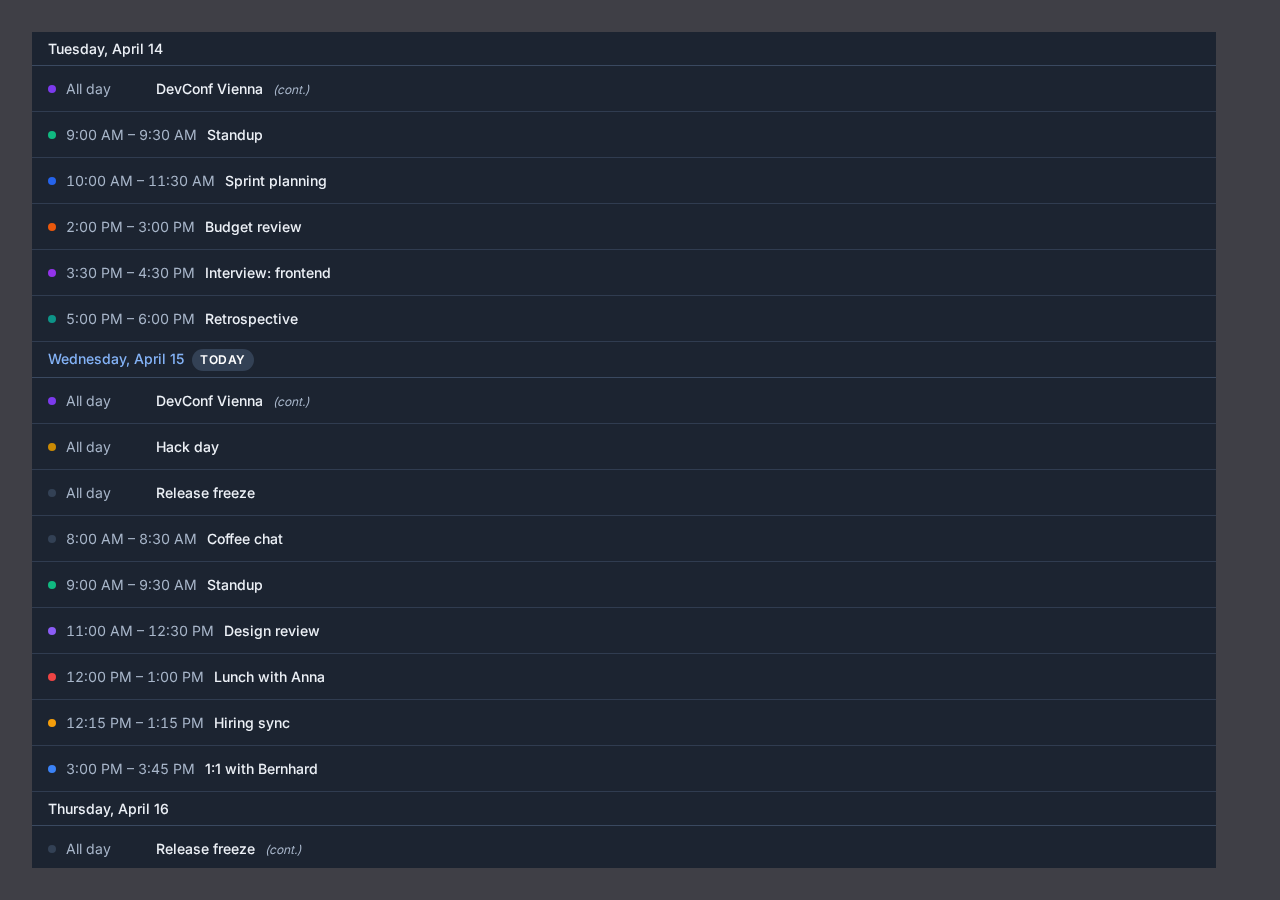 Tuesday, April 14
All day DevConf Vienna (cont.)
9:00 AM – 9:30 AM Standup
10:00 AM – 11:30 AM Sprint planning
2:00 PM – 3:00 PM Budget review
3:30 PM – 4:30 PM Interview: frontend
5:00 PM – 6:00 PM Retrospective
Wednesday, April 15 TODAY
All day DevConf Vienna (cont.)
All day Hack day
All day Release freeze
8:00 AM – 8:30 AM Coffee chat
9:00 AM – 9:30 AM Standup
11:00 AM – 12:30 PM Design review
12:00 PM – 1:00 PM Lunch with Anna
12:15 PM – 1:15 PM Hiring sync
3:00 PM – 3:45 PM 1:1 with Bernhard
Thursday, April 16
All day Release freeze (cont.)